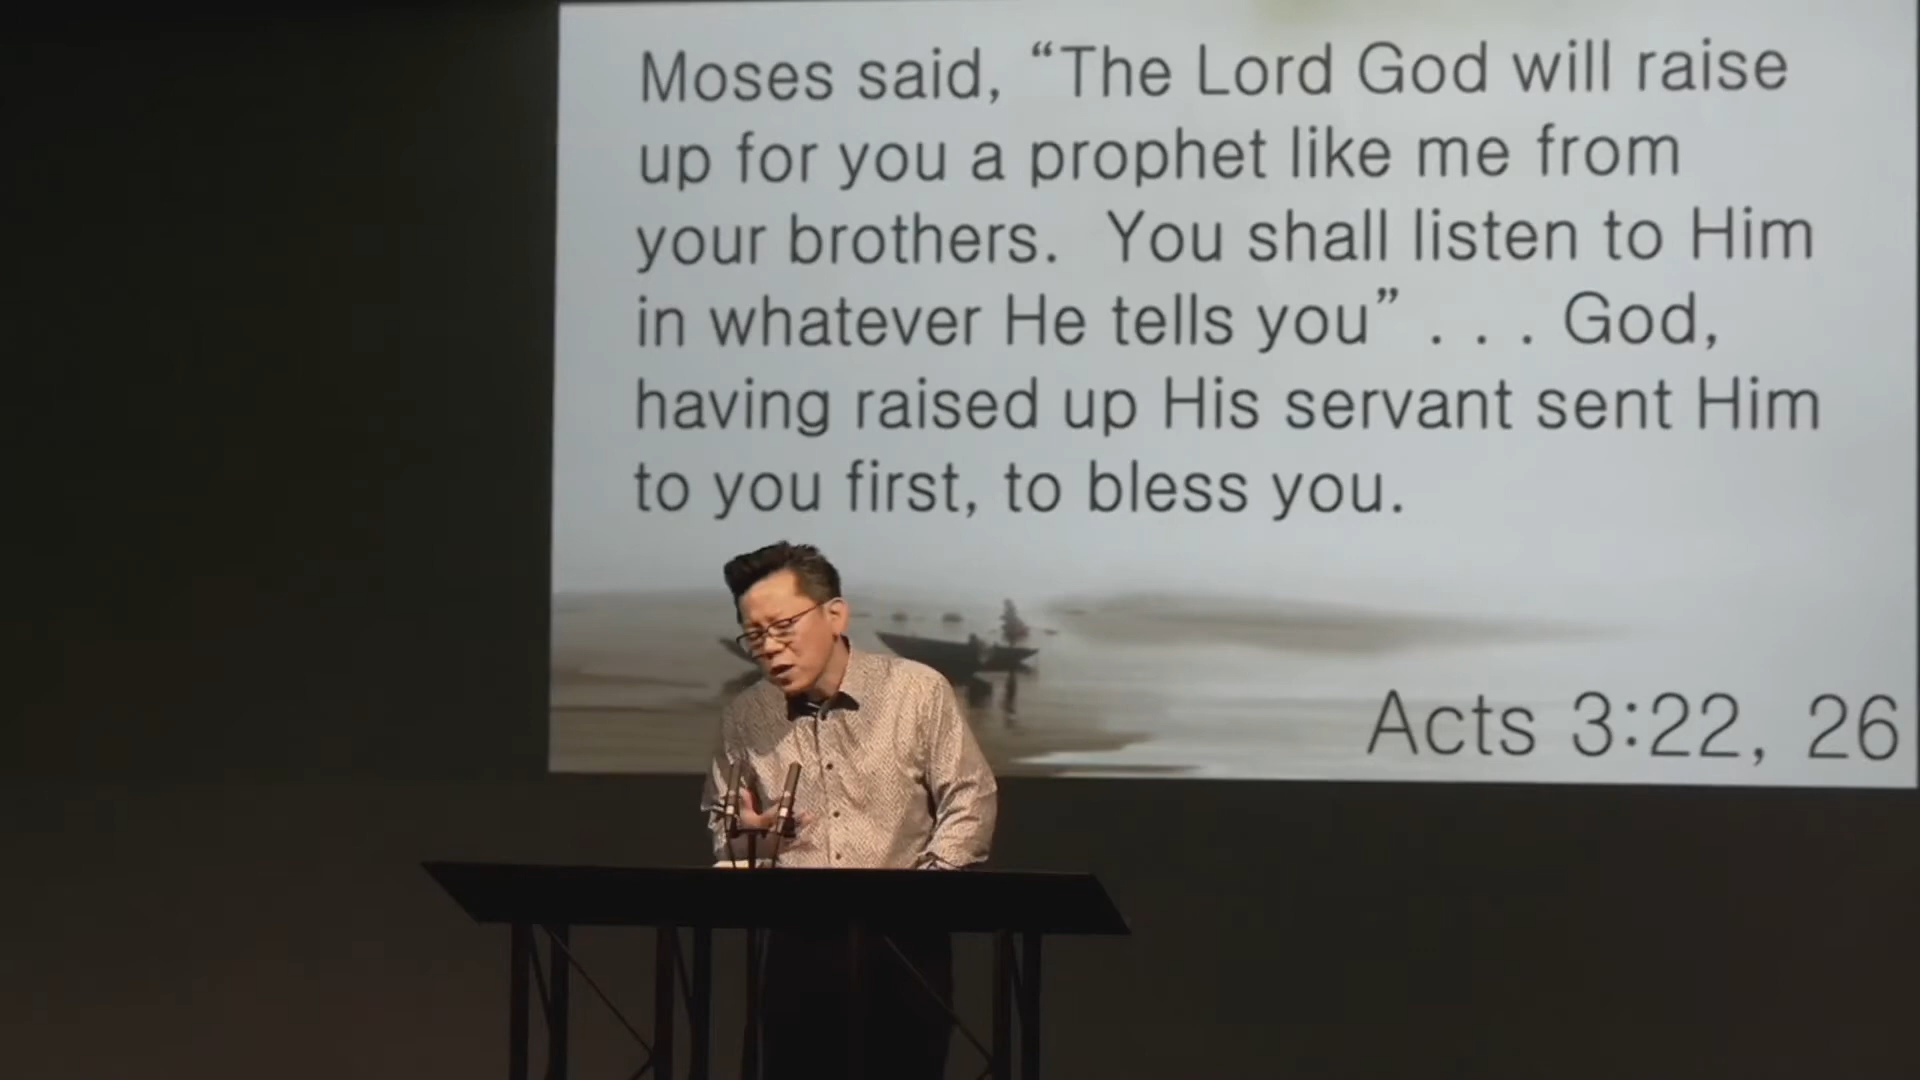 Moses said, “The Lord God will raise
up for you a prophet like me from
your brothers.  You shall listen to Him
in whatever He tells you” . . . God,
having raised up His servant sent Him
to you first, to bless you.
Acts 3:22, 26